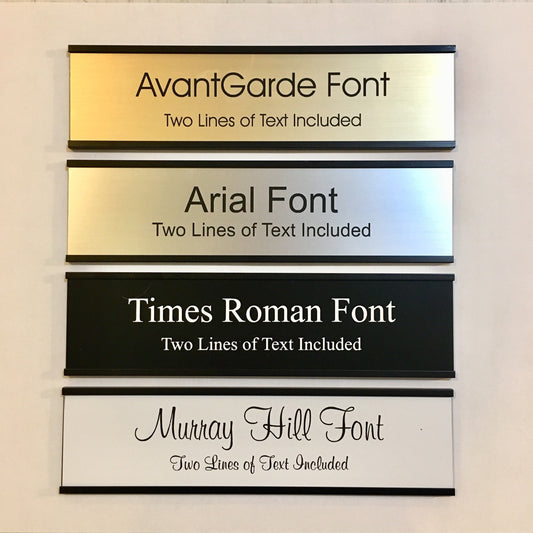 AvantGarde Font
Two Lines of Text Included
Arial Font
Two Lines of Text Included
Times Roman Font
Two Lines of Text Included
Murray Hill Font
Two Lines of Text Included